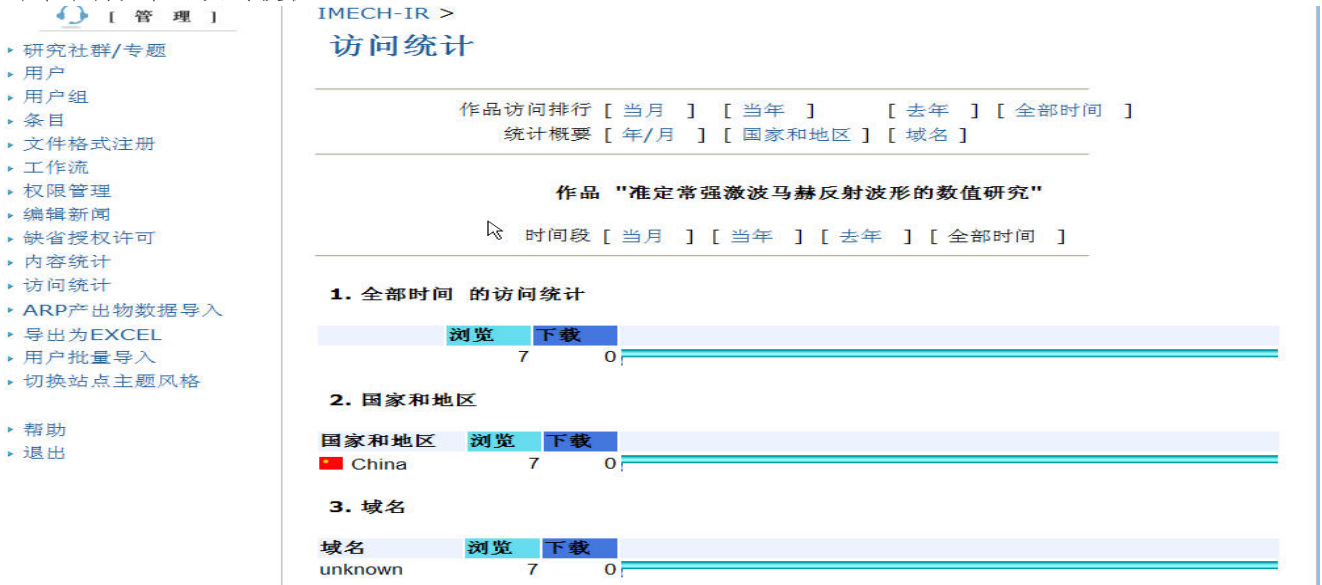 [ 管 理 ]
研究社群/专题
用户
用户组
条目
文件格式注册
工作流
权限管理
编辑新闻
缺省授权许可
内容统计
访问统计
ARP产出物数据导入
导出为EXCEL
用户批量导入
切换站点主题风格
帮助
退出
IMECH-IR >
访问统计
作品访问排行 [ 当月 ] [ 当年 ] [ 去年 ] [ 全部时间 ]
统计概要 [ 年/月 ] [ 国家和地区 ] [ 域名 ]
作品 "准定常强激波马赫反射波形的数值研究"
时间段 [ 当月 ] [ 当年 ] [ 去年 ] [ 全部时间 ]
1. 全部时间 的访问统计
浏览 下载
7 0
2. 国家和地区
国家和地区 浏览 下载
China 7 0
3. 域名
域名 浏览 下载
unknown 7 0